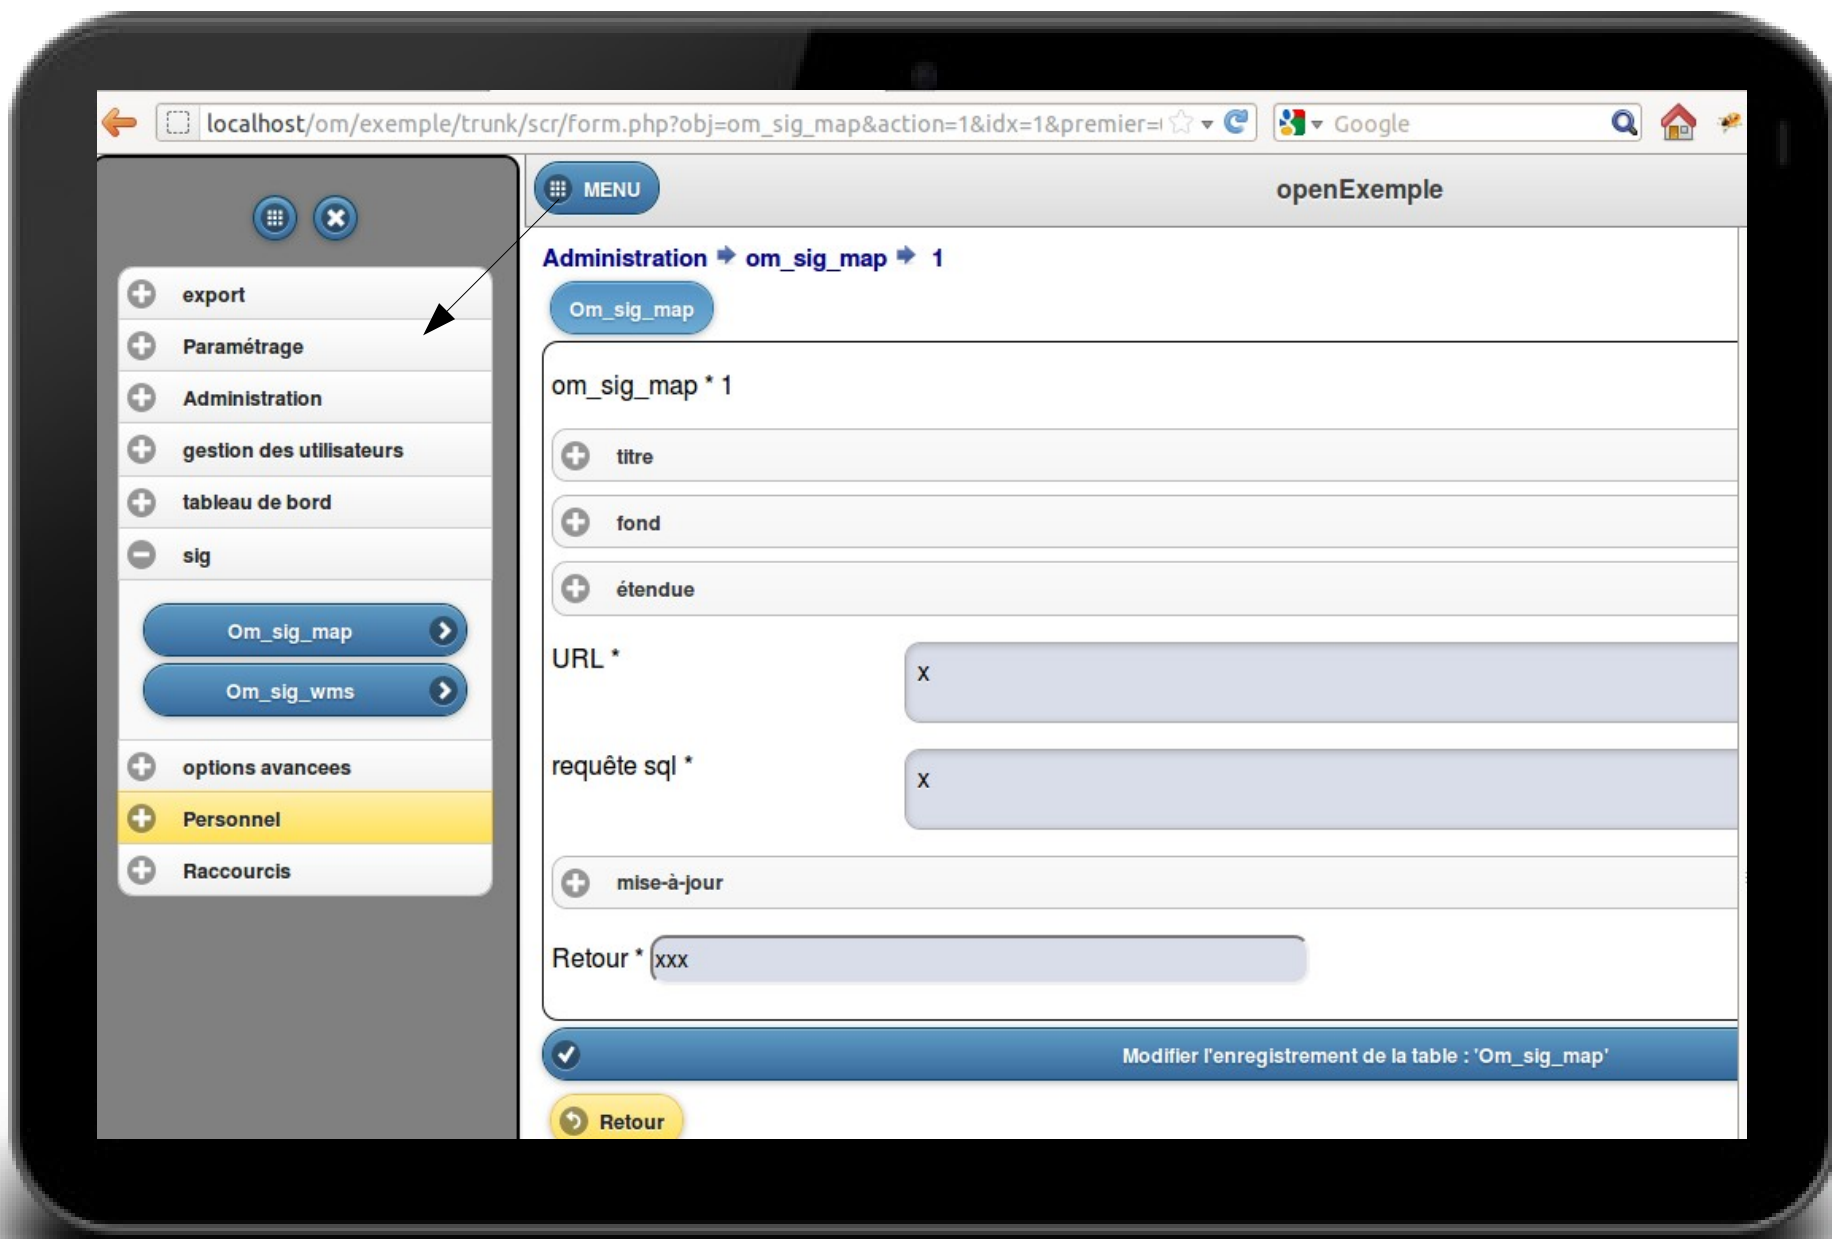 localhost/om/exemple/trunk/scr/form.php?obj=om_sig_map&action=1&idx=1&premier=
Google
MENU
openExemple
export
Paramétrage
Administration
gestion des utilisateurs
tableau de bord
sig
Om_sig_map
Om_sig_wms
options avancees
Personnel
Raccourcis
Administration om_sig_map 1
Om_sig_map
om_sig_map * 1
titre
fond
étendue
URL *
x
requête sql *
x
mise-à-jour
Retour * xxx
Modifier l'enregistrement de la table : 'Om_sig_map'
Retour